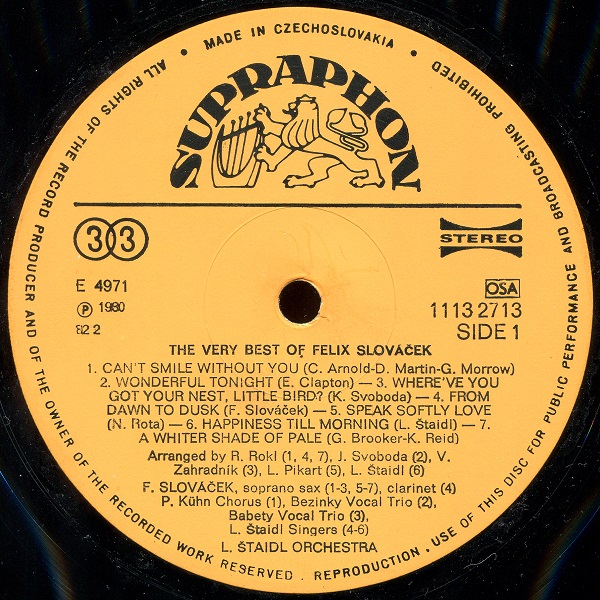 MADE IN CZECHOSLOVAKIA
ALL RIGHTS OF THE RECORD PRODUCER AND OF THE OWNER OF THE RECORDED WORK RESERVED . REPRODUCTION , USE OF THIS DISC FOR PUBLIC PERFORMANCE AND BROADCASTING PROHIBITED
SUPRAPHON
33
STEREO
E 4971
OSA
Ⓟ 1980
1113 2713
82 2
SIDE 1
THE VERY BEST OF FELIX SLOVÁČEK
1. CAN'T SMILE WITHOUT YOU (C. Arnold-D. Martin-G. Morrow)
2. WONDERFUL TONIGHT (E. Clapton) — 3. WHERE'VE YOU
GOT YOUR NEST, LITTLE BIRD? (K. Svoboda) — 4. FROM
DAWN TO DUSK (F. Slováček) — 5. SPEAK SOFTLY LOVE
(N. Rota) — 6. HAPPINESS TILL MORNING (L. Štaidl) — 7.
A WHITER SHADE OF PALE (G. Brooker-K. Reid)
Arranged by R. Rokl (1, 4, 7), J. Svoboda (2), V.
Zahradník (3), L. Pikart (5), L. Štaidl (6)
F. SLOVÁČEK, soprano sax (1-3, 5-7), clarinet (4)
P. Kühn Chorus (1), Bezinky Vocal Trio (2),
Babety Vocal Trio (3),
L. Štaidl Singers (4-6)
L. ŠTAIDL ORCHESTRA